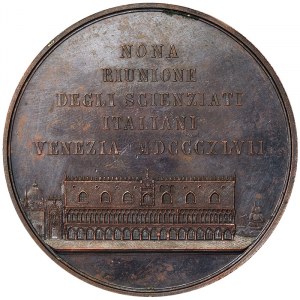 NONA
RIUNIONE
DEGLI SCIENZIATI
ITALIANI
VENEZIA MDCCCXLVII